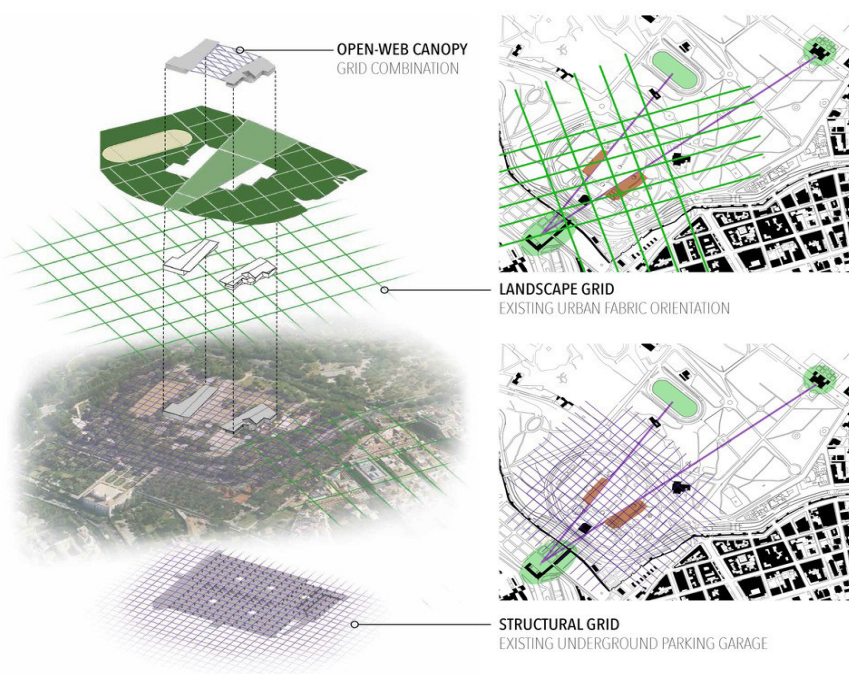 OPEN-WEB CANOPY
GRID COMBINATION
LANDSCAPE GRID
EXISTING URBAN FABRIC ORIENTATION
STRUCTURAL GRID
EXISTING UNDERGROUND PARKING GARAGE